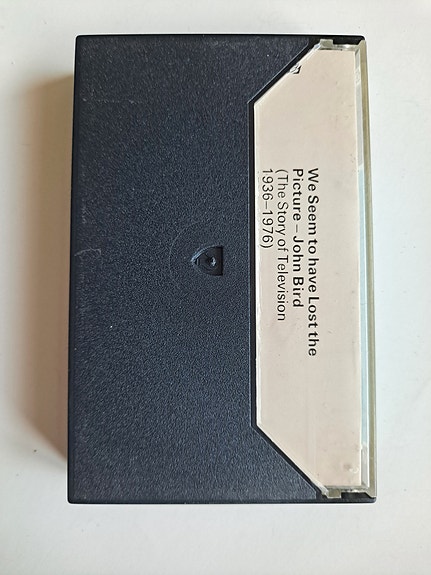 We Seem to have Lost the
Picture – John Bird
(The Story of Television
1936–1976)